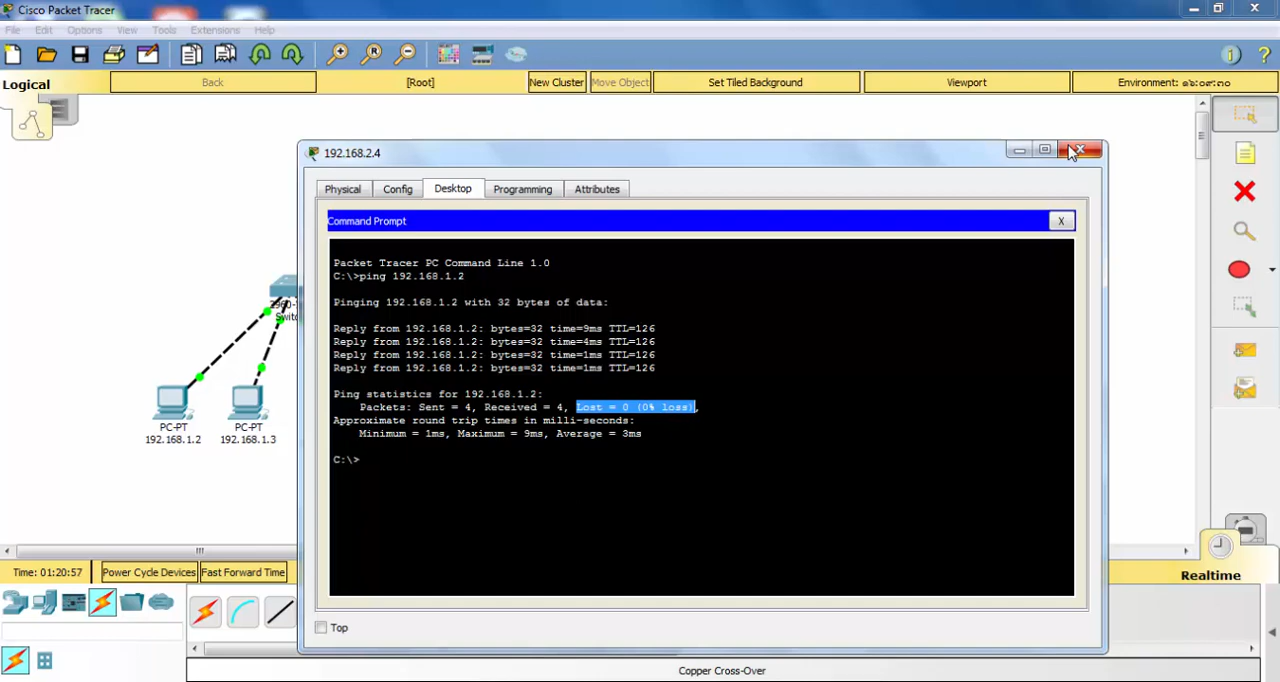 Cisco Packet Tracer
File Edit Options View Tools Extensions Help
Logical
Back
[Root]
New Cluster
Move Object
Set Tiled Background
Viewport
Environment: ١٦:٠٩:٣٠
192.168.2.4
Physical
Config
Desktop
Programming
Attributes
Command Prompt
X
Packet Tracer PC Command Line 1.0
C:\>ping 192.168.1.2
Pinging 192.168.1.2 with 32 bytes of data:
Reply from 192.168.1.2: bytes=32 time=9ms TTL=126
Reply from 192.168.1.2: bytes=32 time=4ms TTL=126
Reply from 192.168.1.2: bytes=32 time=1ms TTL=126
Reply from 192.168.1.2: bytes=32 time=1ms TTL=126
Ping statistics for 192.168.1.2:
Packets: Sent = 4, Received = 4, Lost = 0 (0% loss),
Approximate round trip times in milli-seconds:
Minimum = 1ms, Maximum = 9ms, Average = 3ms
C:\>
PC-PT
192.168.1.2
PC-PT
192.168.1.3
Top
Time: 01:20:57
Power Cycle Devices
Fast Forward Time
Realtime
Copper Cross-Over